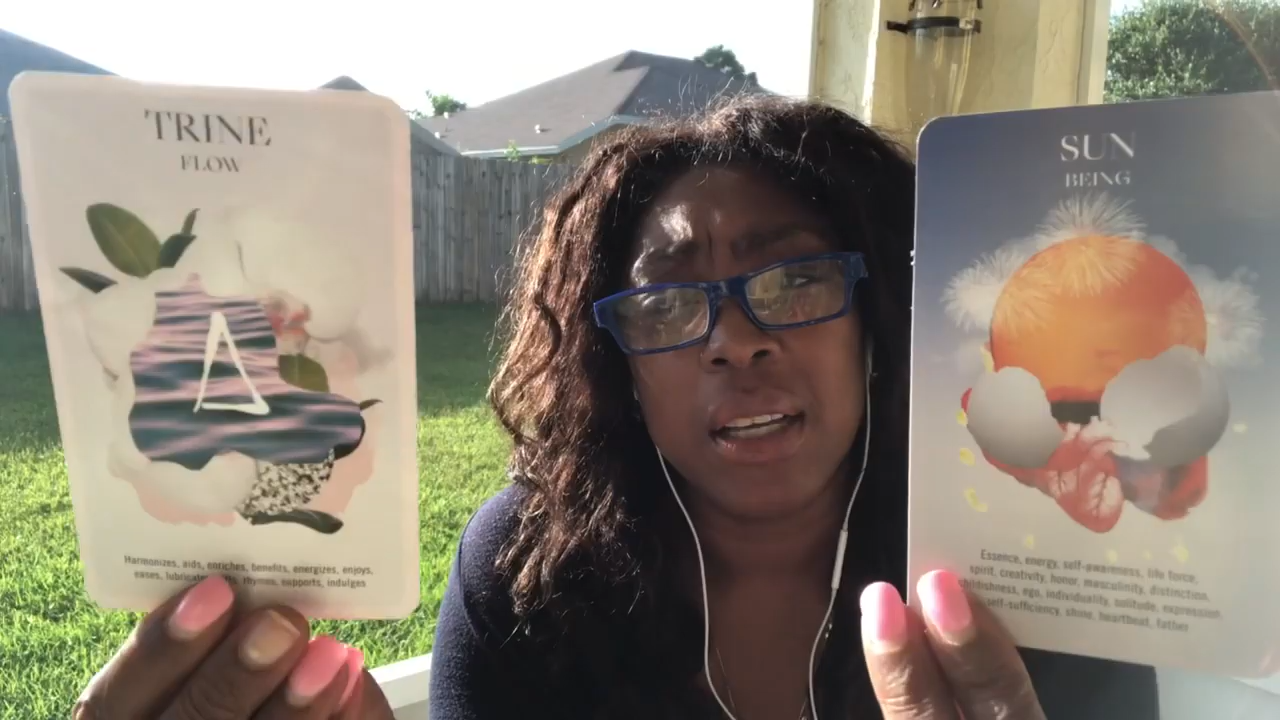 TRINE
FLOW
Harmonizes, aids, enriches, benefits, energizes, enjoys,
eases, rhymes, supports, indulges
SUN
BEING
Essence, energy, self-awareness, life force,
spirit, creativity, honor, masculinity, distinction,
childishness, ego, individuality, solitude, expression,
self-sufficiency, shine, heartbeat, father